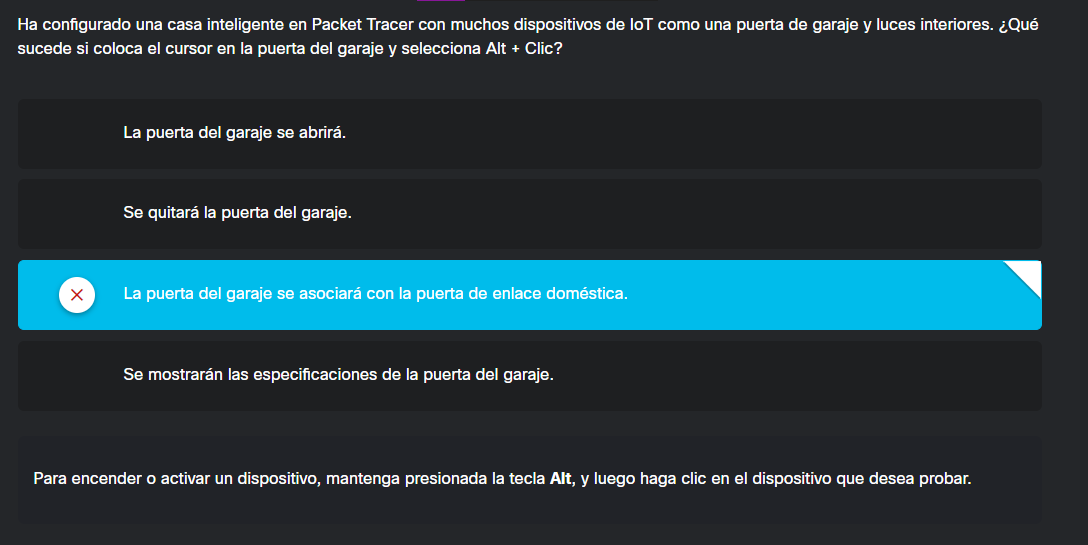 Ha configurado una casa inteligente en Packet Tracer con muchos dispositivos de IoT como una puerta de garaje y luces interiores. ¿Qué
sucede si coloca el cursor en la puerta del garaje y selecciona Alt + Clic?
La puerta del garaje se abrirá.
Se quitará la puerta del garaje.
La puerta del garaje se asociará con la puerta de enlace doméstica.
Se mostrarán las especificaciones de la puerta del garaje.
Para encender o activar un dispositivo, mantenga presionada la tecla Alt, y luego haga clic en el dispositivo que desea probar.